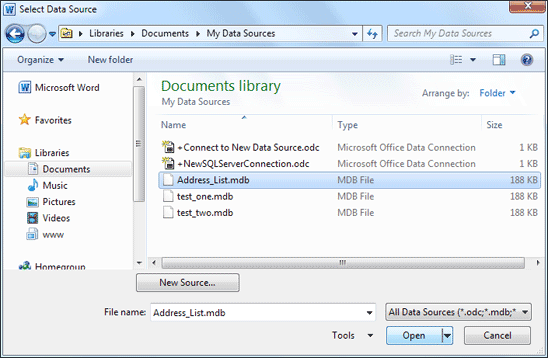 Select Data Source
Libraries Documents My Data Sources
Search My Data Sources
Organize New folder
Microsoft Word
Favorites
Libraries
Documents
Music
Pictures
Videos
www
Homegroup
Documents library
My Data Sources
Arrange by: Folder
Name Type Size
+Connect to New Data Source.odc Microsoft Office Data Connection 1 KB
+NewSQLServerConnection.odc Microsoft Office Data Connection 1 KB
Address_List.mdb MDB File 188 KB
test_one.mdb MDB File 188 KB
test_two.mdb MDB File 188 KB
New Source...
File name: Address_List.mdb
All Data Sources (*.odc;*.mdb;*
Tools Open Cancel